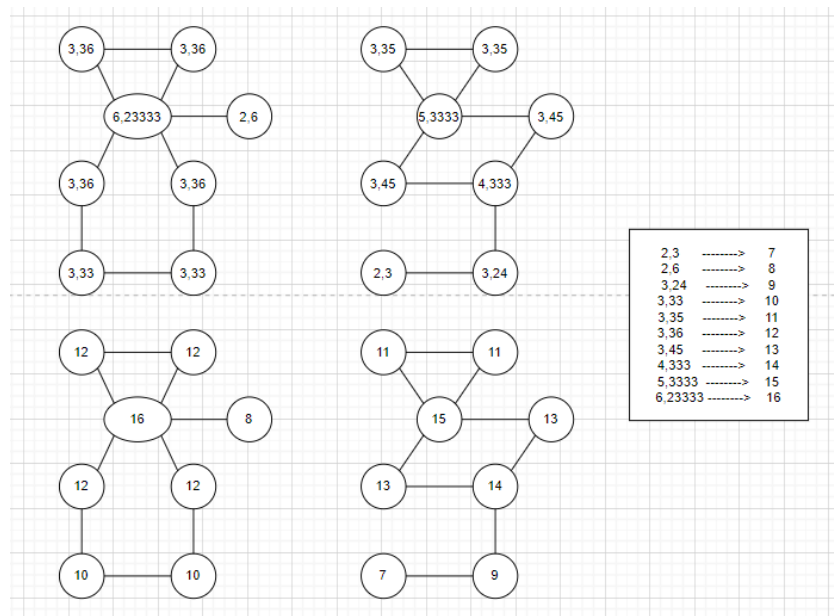 3,36 3,36 3,35 3,35
6,23333 2,6 5,3333 3,45
3,36 3,36 3,45 4,333
3,33 3,33 2,3 3,24
2,3 --------> 7
2,6 --------> 8
3,24 --------> 9
3,33 --------> 10
3,35 --------> 11
3,36 --------> 12
3,45 --------> 13
4,333 --------> 14
5,3333 --------> 15
6,23333 --------> 16
12 12 11 11
16 8 15 13
12 12 13 14
10 10 7 9